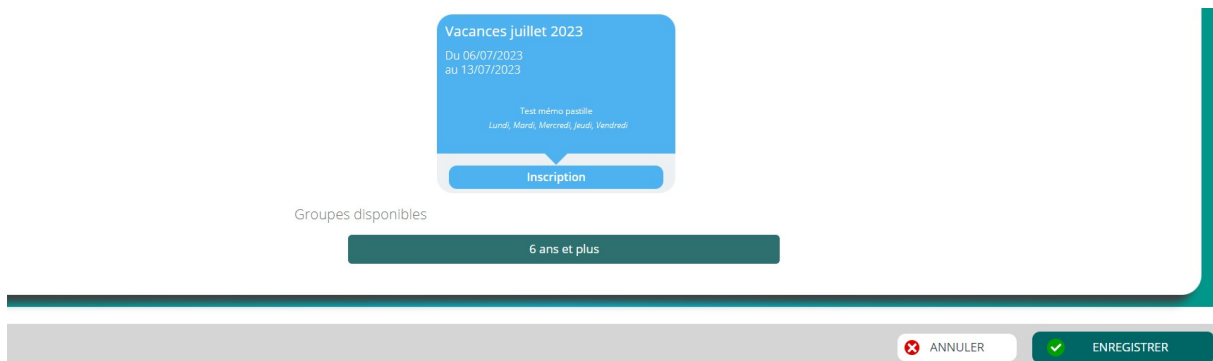 Vacances juillet 2023
Du 06/07/2023
au 13/07/2023
Test mémo pastille
Lundi, Mardi, Mercredi, Jeudi, Vendredi
Inscription
Groupes disponibles
6 ans et plus
ANNULER
ENREGISTRER